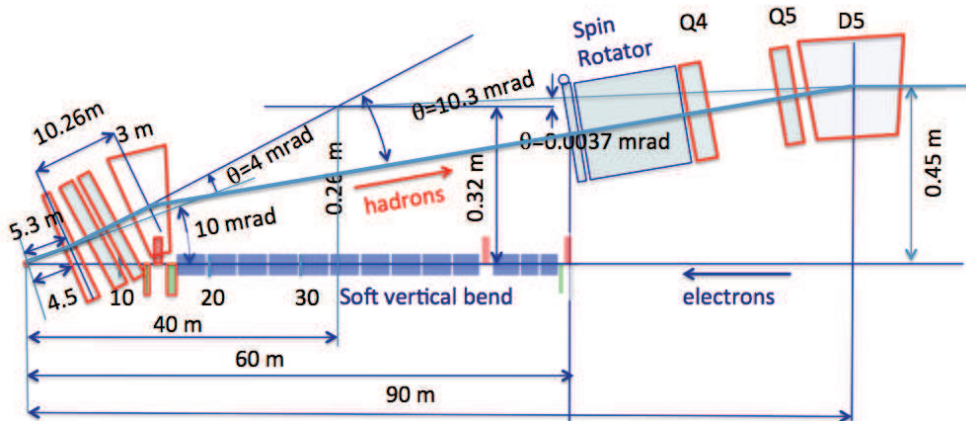 Spin
Rotator
Q4
Q5
D5
10.26m
3 m
θ=4 mrad
θ=10.3 mrad
θ=0.0037 mrad
5.3 m
4.5
10 mrad
0.26 m
hadrons
0.32 m
0.45 m
10
20
30
Soft vertical bend
electrons
40 m
60 m
90 m